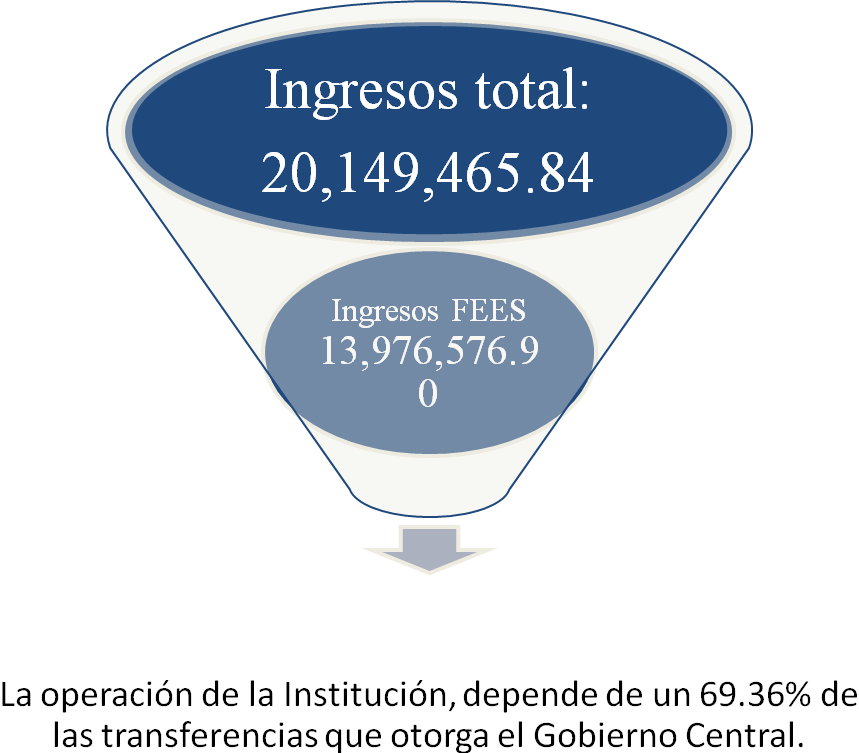 Ingresos total:
20,149,465.84
Ingresos FEES
13,976,576.9
0
La operación de la Institución, depende de un 69.36% de
las transferencias que otorga el Gobierno Central.